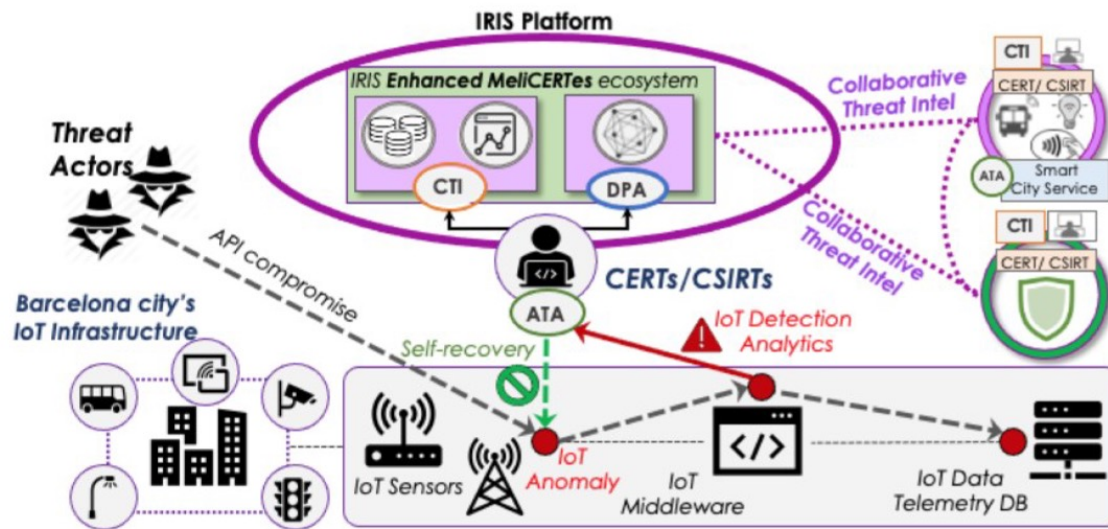 IRIS Platform
IRIS Enhanced MeliCERTes ecosystem
CTI
DPA
Threat
Actors
API compromise
CERTs/CSIRTs
ATA
Collaborative
Threat Intel
Collaborative
Threat Intel
CTI
CERT/ CSIRT
ATA
Smart
City Service
CTI
CERT/ CSIRT
Barcelona city's
IoT Infrastructure
Self-recovery
IoT Detection
Analytics
IoT Sensors
IoT
Anomaly
IoT
Middleware
IoT Data
Telemetry DB